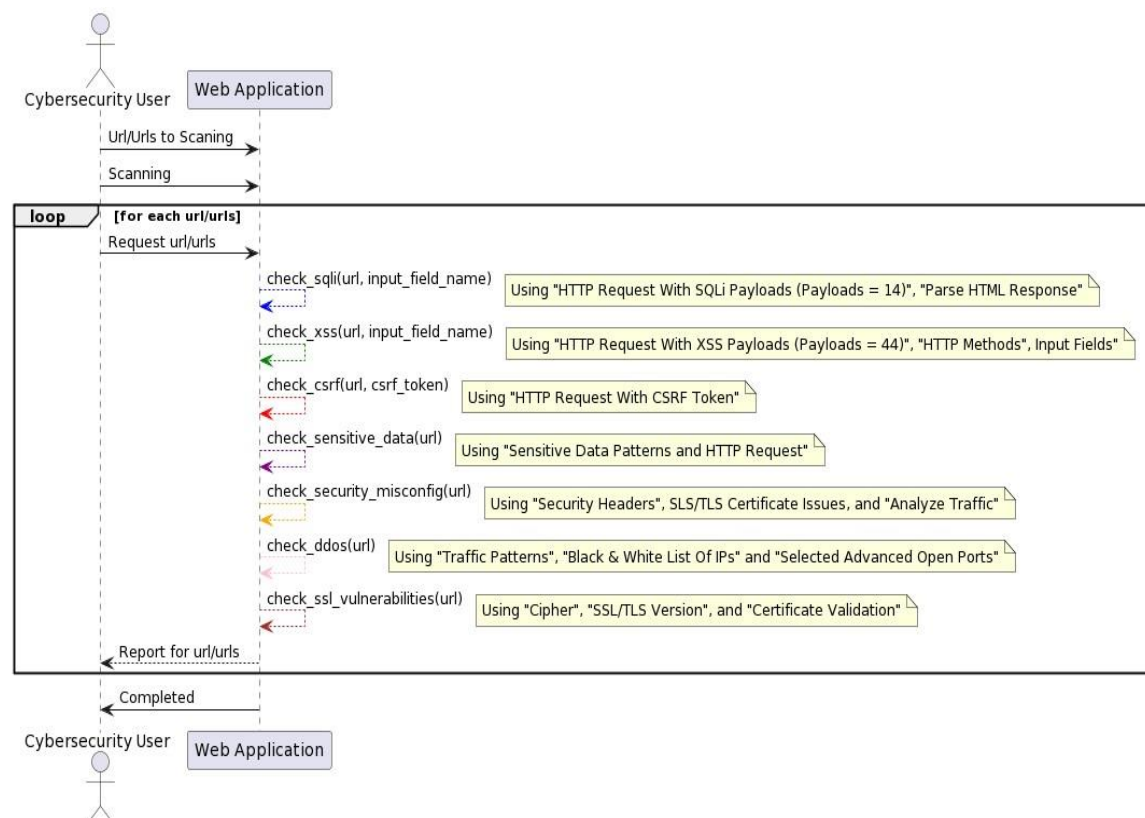 Cybersecurity User
Web Application
Url/Urls to Scaning
Scanning
loop
[for each url/urls]
Request url/urls
check_sqli(url, input_field_name)
Using "HTTP Request With SQLi Payloads (Payloads = 14)", "Parse HTML Response"
check_xss(url, input_field_name)
Using "HTTP Request With XSS Payloads (Payloads = 44)", "HTTP Methods", Input Fields"
check_csrf(url, csrf_token)
Using "HTTP Request With CSRF Token"
check_sensitive_data(url)
Using "Sensitive Data Patterns and HTTP Request"
check_security_misconfig(url)
Using "Security Headers", SLS/TLS Certificate Issues, and "Analyze Traffic"
check_ddos(url)
Using "Traffic Patterns", "Black & White List Of IPs" and "Selected Advanced Open Ports"
check_ssl_vulnerabilities(url)
Using "Cipher", "SSL/TLS Version", and "Certificate Validation"
Report for url/urls
Completed
Cybersecurity User
Web Application